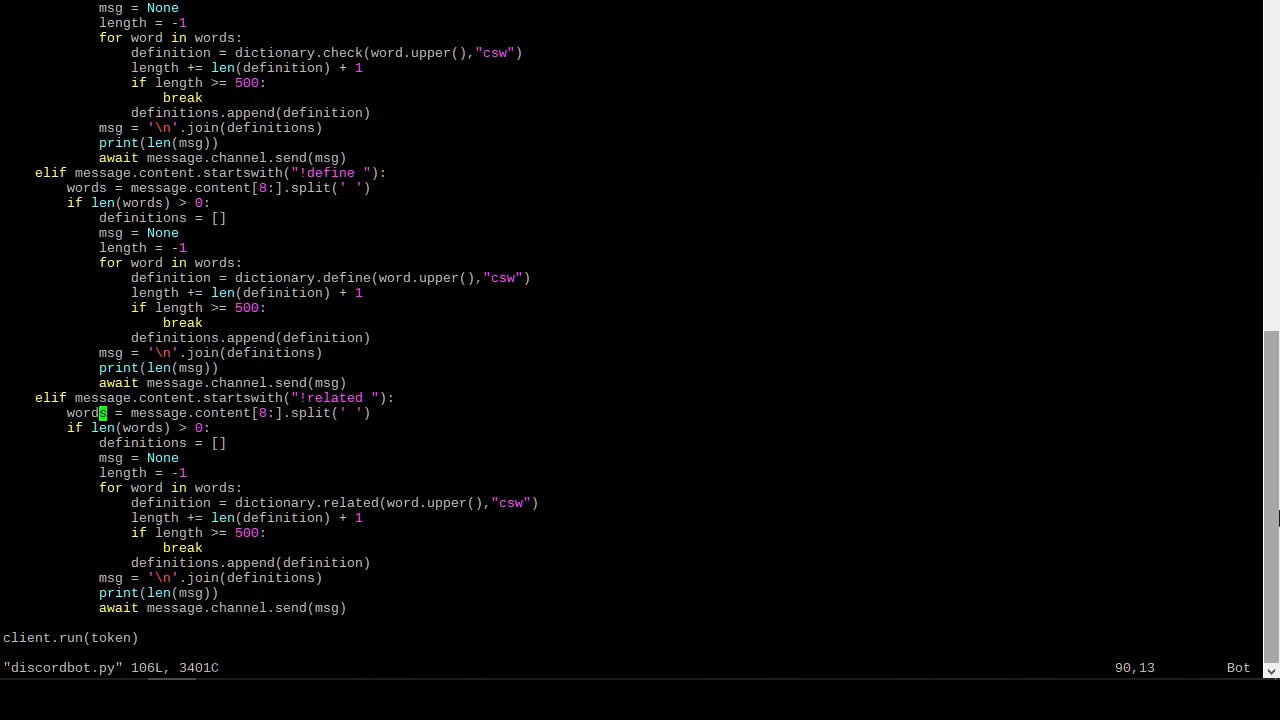 msg = None
            length = -1
            for word in words:
                definition = dictionary.check(word.upper(),"csw")
                length += len(definition) + 1
                if length >= 500:
                    break
                definitions.append(definition)
            msg = '\n'.join(definitions)
            print(len(msg))
            await message.channel.send(msg)
    elif message.content.startswith("!define "):
        words = message.content[8:].split(' ')
        if len(words) > 0:
            definitions = []
            msg = None
            length = -1
            for word in words:
                definition = dictionary.define(word.upper(),"csw")
                length += len(definition) + 1
                if length >= 500:
                    break
                definitions.append(definition)
            msg = '\n'.join(definitions)
            print(len(msg))
            await message.channel.send(msg)
    elif message.content.startswith("!related "):
        words = message.content[8:].split(' ')
        if len(words) > 0:
            definitions = []
            msg = None
            length = -1
            for word in words:
                definition = dictionary.related(word.upper(),"csw")
                length += len(definition) + 1
                if length >= 500:
                    break
                definitions.append(definition)
            msg = '\n'.join(definitions)
            print(len(msg))
            await message.channel.send(msg)

client.run(token)
"discordbot.py" 106L, 3401C 90,13 Bot